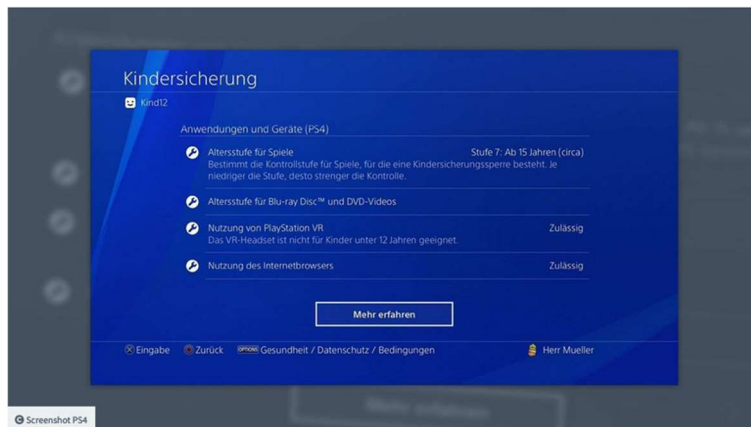 Kindersicherung
Kind12
Anwendungen und Geräte (PS4)
Altersstufe für Spiele Stufe 7: Ab 15 Jahren (circa)
Bestimmt die Kontrollstufe für Spiele, für die eine Kindersicherungssperre besteht. Je
niedriger die Stufe, desto strenger die Kontrolle.
Altersstufe für Blu-ray Disc™ und DVD-Videos
Nutzung von PlayStation VR Zulässig
Das VR-Headset ist nicht für Kinder unter 12 Jahren geeignet.
Nutzung des Internetbrowsers Zulässig
Mehr erfahren
Eingabe Zurück OPTIONS Gesundheit / Datenschutz / Bedingungen Herr Mueller
Mehr erfahren
Screenshot PS4